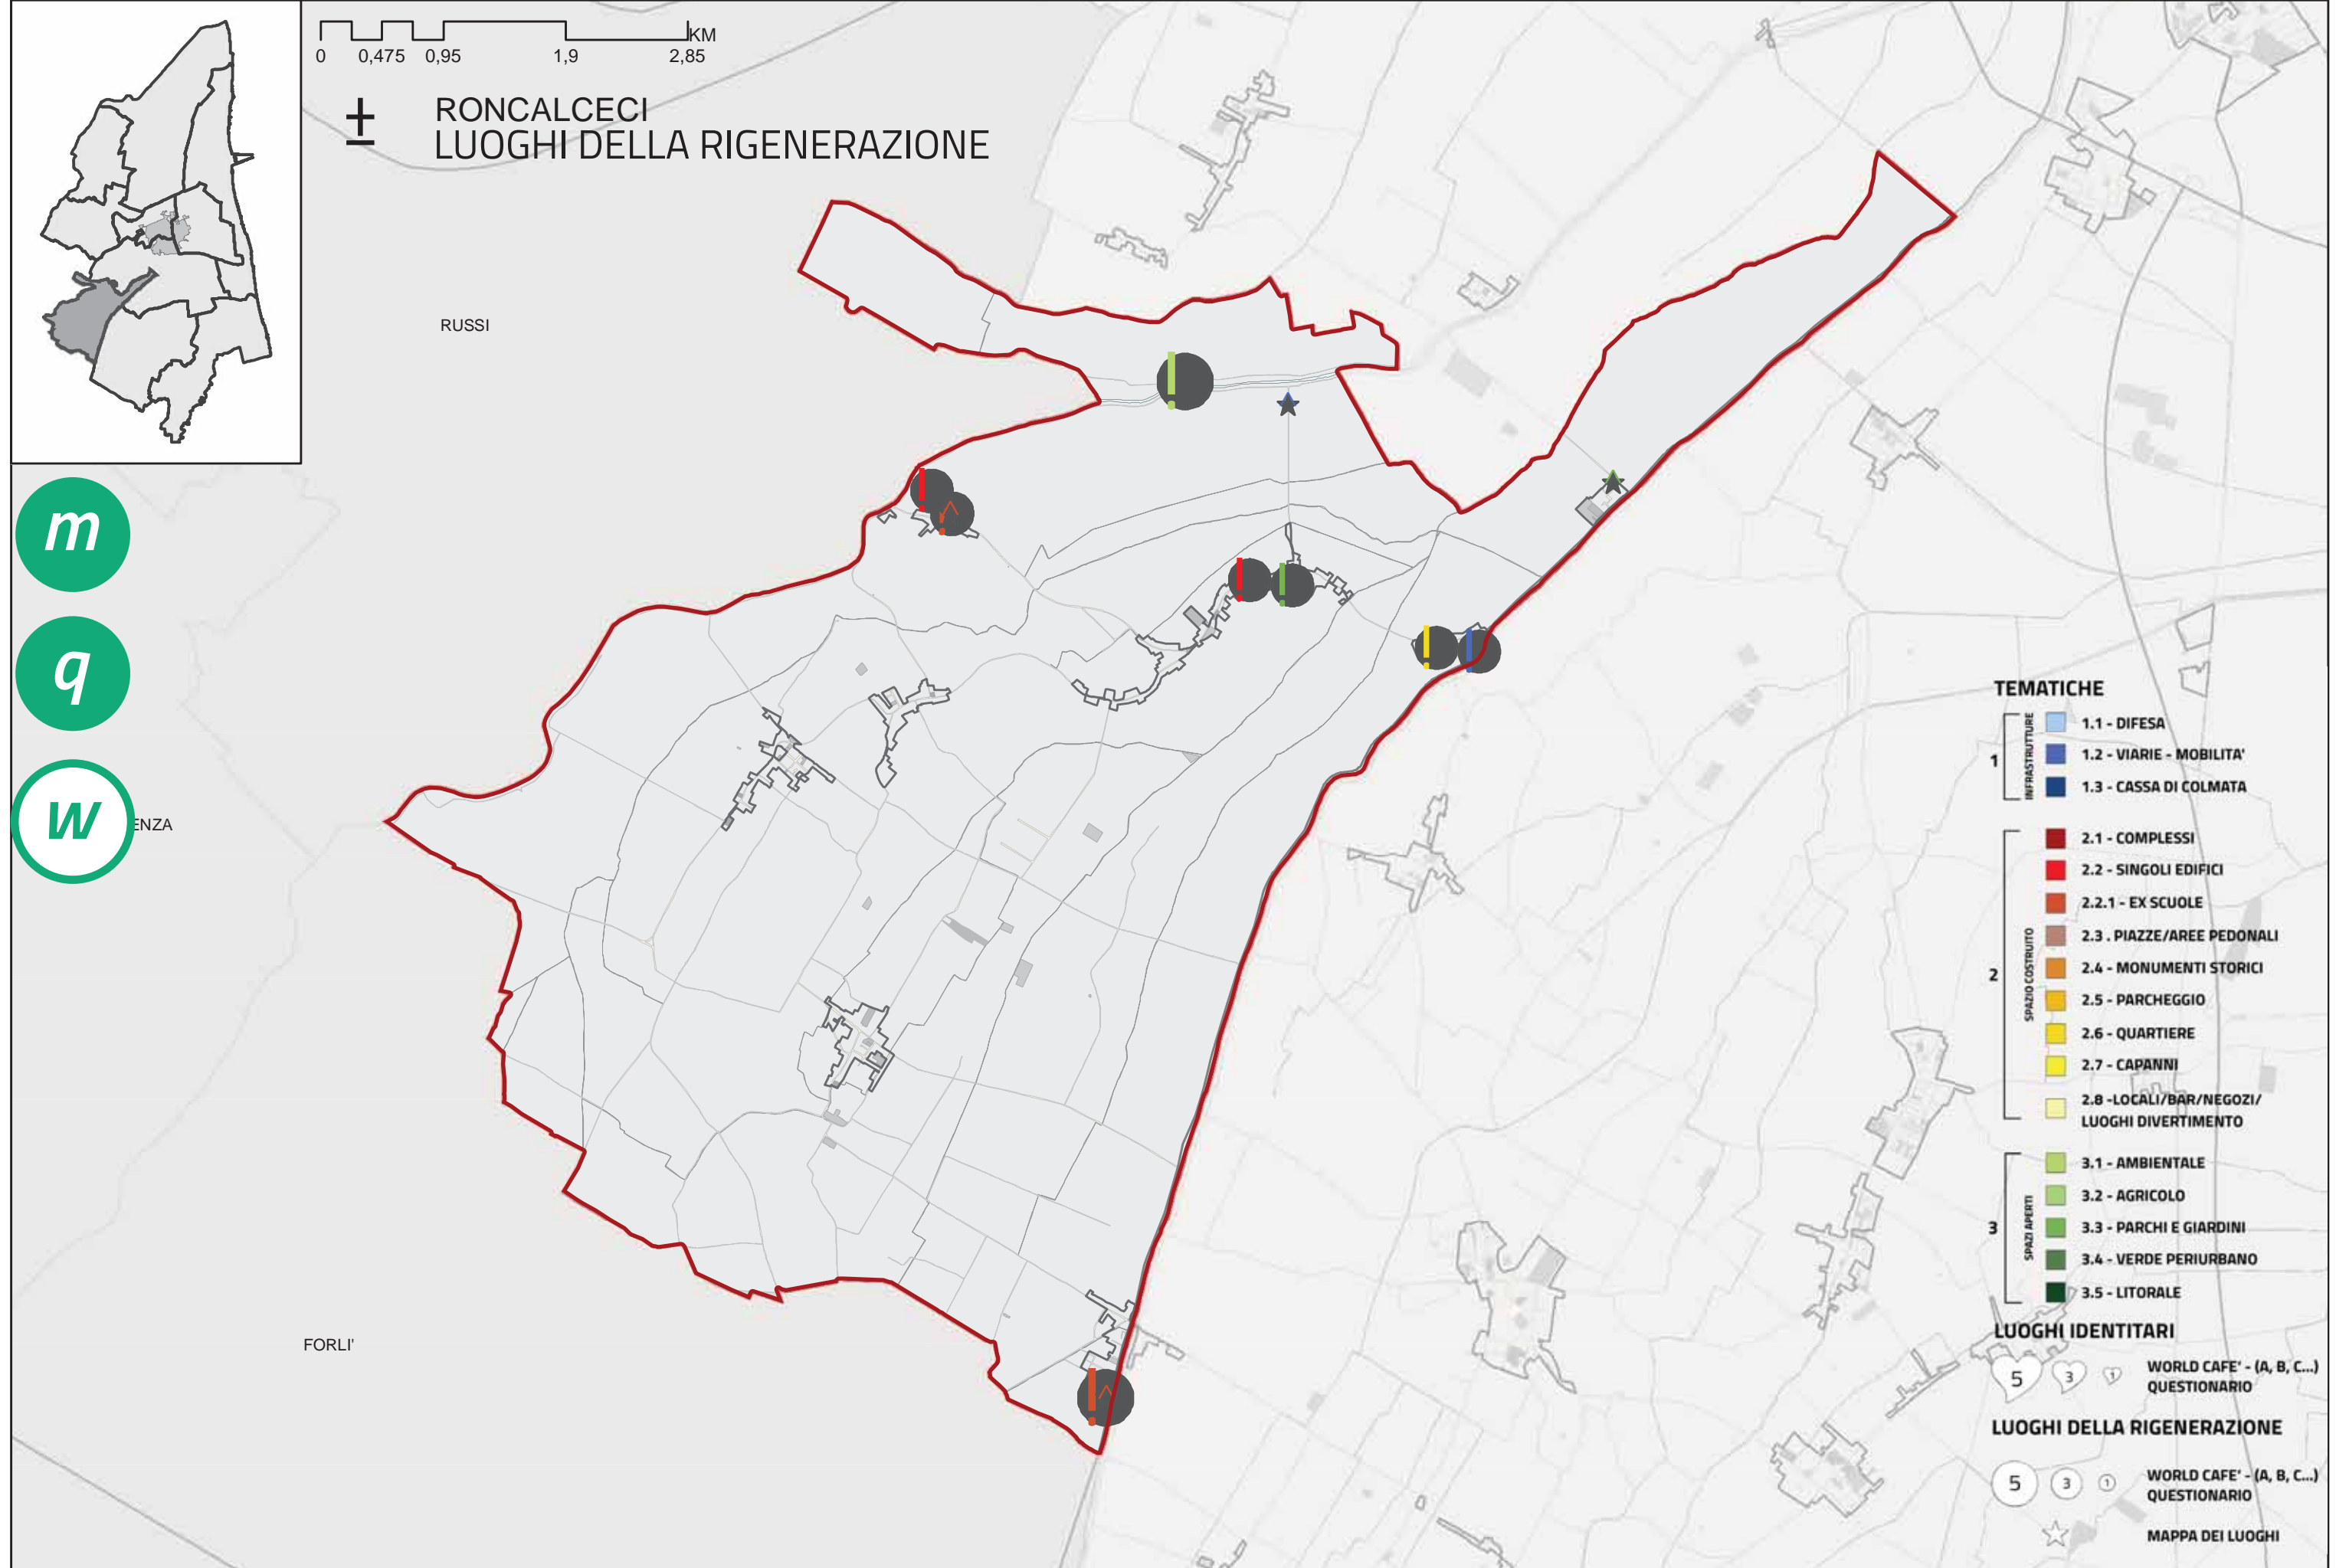 KM
0 0,475 0,95 1,9 2,85
±
RONCALCECI
LUOGHI DELLA RIGENERAZIONE
RUSSI
m
q
w
ENZA
FORLI'
TEMATICHE
1
INFRASTRUTTURE
1.1 - DIFESA
1.2 - VIARIE - MOBILITA'
1.3 - CASSA DI COLMATA
2
SPAZIO COSTRUITO
2.1 - COMPLESSI
2.2 - SINGOLI EDIFICI
2.2.1 - EX SCUOLE
2.3 . PIAZZE/AREE PEDONALI
2.4 - MONUMENTI STORICI
2.5 - PARCHEGGIO
2.6 - QUARTIERE
2.7 - CAPANNI
2.8 -LOCALI/BAR/NEGOZI/
LUOGHI DIVERTIMENTO
3
SPAZI APERTI
3.1 - AMBIENTALE
3.2 - AGRICOLO
3.3 - PARCHI E GIARDINI
3.4 - VERDE PERIURBANO
3.5 - LITORALE
LUOGHI IDENTITARI
5 3 1 WORLD CAFE' - (A, B, C...)
QUESTIONARIO
LUOGHI DELLA RIGENERAZIONE
5 3 1 WORLD CAFE' - (A, B, C...)
QUESTIONARIO
MAPPA DEI LUOGHI